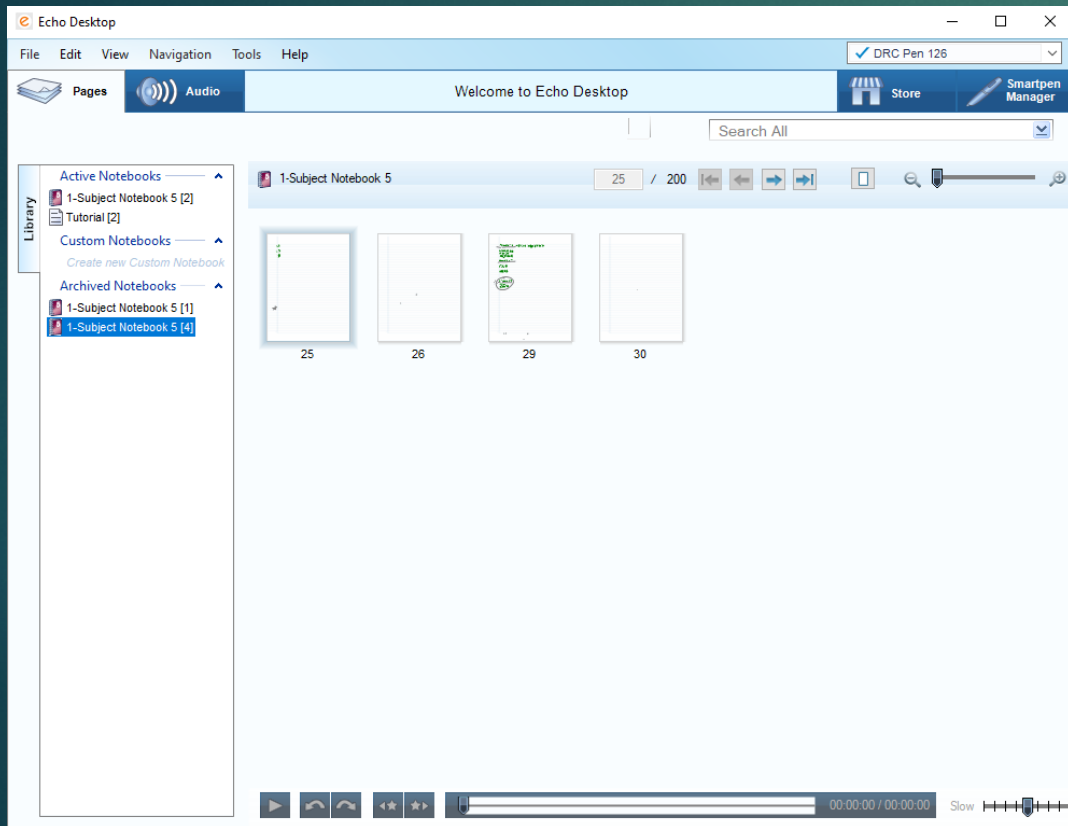 Echo Desktop
File Edit View Navigation Tools Help
DRC Pen 126
Pages
Audio
Welcome to Echo Desktop
Store
Smartpen
Manager
Search All
Library
Active Notebooks
1-Subject Notebook 5 [2]
Tutorial [2]
Custom Notebooks
Create new Custom Notebook
Archived Notebooks
1-Subject Notebook 5 [1]
1-Subject Notebook 5 [4]
1-Subject Notebook 5
25 / 200
25
26
29
30
00:00:00 / 00:00:00
Slow